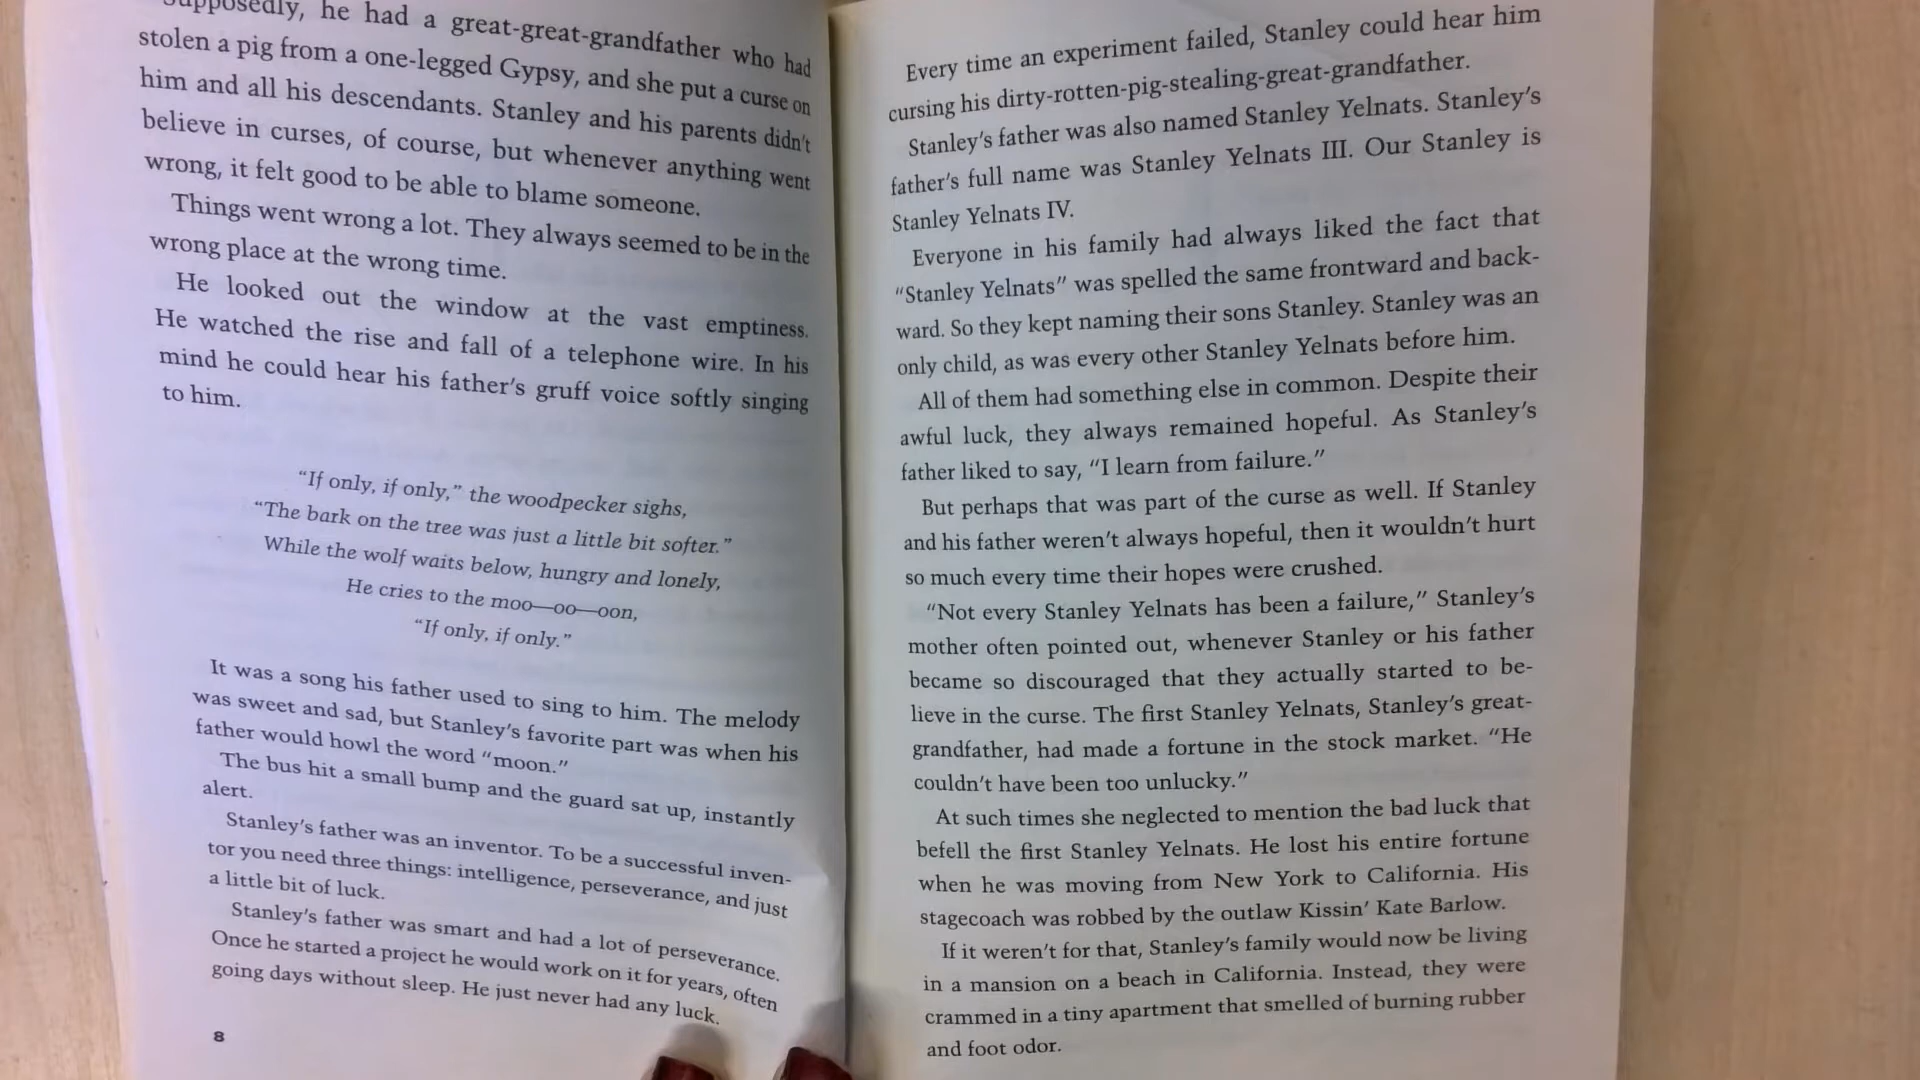 Supposedly, he had a great-great-grandfather who had
stolen a pig from a one-legged Gypsy, and she put a curse on
him and all his descendants. Stanley and his parents didn't
believe in curses, of course, but whenever anything went
wrong, it felt good to be able to blame someone.
Things went wrong a lot. They always seemed to be in the
wrong place at the wrong time.
He looked out the window at the vast emptiness.
He watched the rise and fall of a telephone wire. In his
mind he could hear his father's gruff voice softly singing
to him.
“If only, if only,” the woodpecker sighs,
“The bark on the tree was just a little bit softer.”
While the wolf waits below, hungry and lonely,
He cries to the moo—oo—oon,
“If only, if only.”
It was a song his father used to sing to him. The melody
was sweet and sad, but Stanley's favorite part was when his
father would howl the word “moon.”
The bus hit a small bump and the guard sat up, instantly
alert.
Stanley's father was an inventor. To be a successful inven-
tor you need three things: intelligence, perseverance, and just
a little bit of luck.
Stanley's father was smart and had a lot of perseverance.
Once he started a project he would work on it for years, often
going days without sleep. He just never had any luck.
8
Every time an experiment failed, Stanley could hear him
cursing his dirty-rotten-pig-stealing-great-grandfather.
Stanley's father was also named Stanley Yelnats. Stanley's
father's full name was Stanley Yelnats III. Our Stanley is
Stanley Yelnats IV.
Everyone in his family had always liked the fact that
“Stanley Yelnats” was spelled the same frontward and back-
ward. So they kept naming their sons Stanley. Stanley was an
only child, as was every other Stanley Yelnats before him.
All of them had something else in common. Despite their
awful luck, they always remained hopeful. As Stanley's
father liked to say, “I learn from failure.”
But perhaps that was part of the curse as well. If Stanley
and his father weren't always hopeful, then it wouldn't hurt
so much every time their hopes were crushed.
“Not every Stanley Yelnats has been a failure,” Stanley's
mother often pointed out, whenever Stanley or his father
became so discouraged that they actually started to be-
lieve in the curse. The first Stanley Yelnats, Stanley's great-
grandfather, had made a fortune in the stock market. “He
couldn't have been too unlucky.”
At such times she neglected to mention the bad luck that
befell the first Stanley Yelnats. He lost his entire fortune
when he was moving from New York to California. His
stagecoach was robbed by the outlaw Kissin' Kate Barlow.
If it weren't for that, Stanley's family would now be living
in a mansion on a beach in California. Instead, they were
crammed in a tiny apartment that smelled of burning rubber
and foot odor.